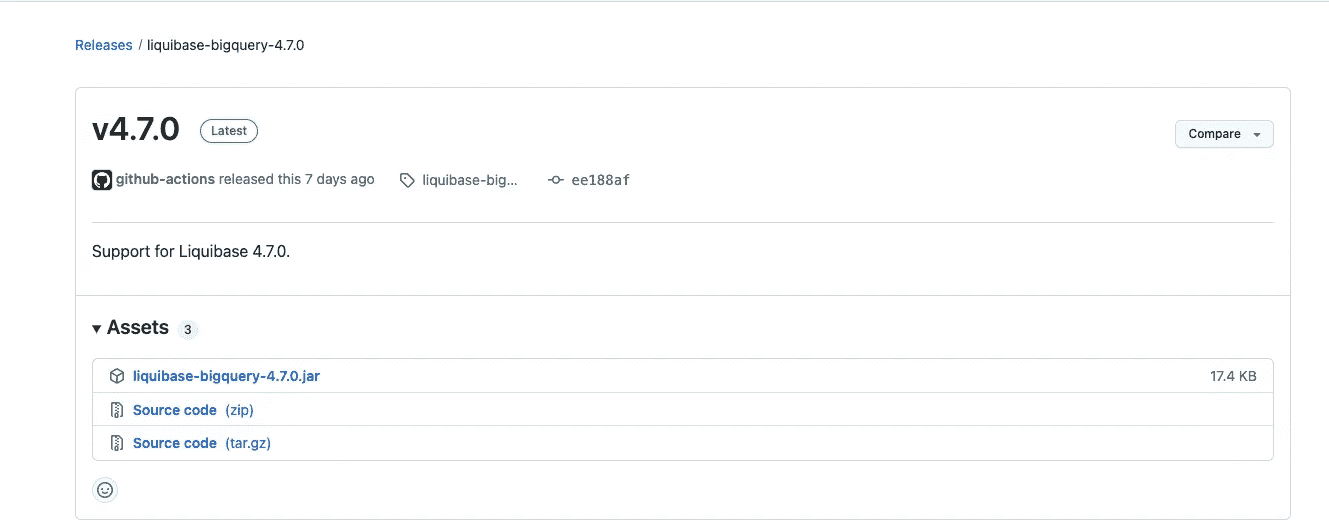 Releases / liquibase-bigquery-4.7.0
v4.7.0 Latest
Compare
github-actions released this 7 days ago liquibase-big... ee188af
Support for Liquibase 4.7.0.
Assets 3
liquibase-bigquery-4.7.0.jar 17.4 KB
Source code (zip)
Source code (tar.gz)